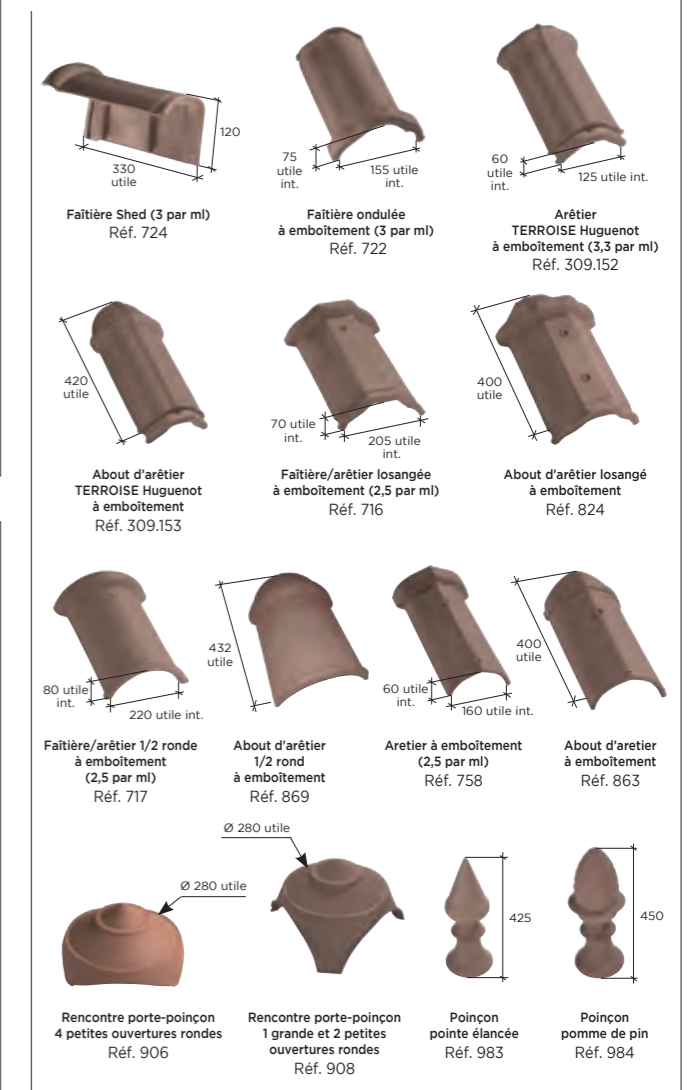 120
330
utile
Faîtière Shed (3 par ml)
Réf. 724
75
utile
int.
155 utile
int.
Faîtière ondulée
à emboîtement (3 par ml)
Réf. 722
60
utile
int.
125 utile int.
Arêtier
TERROISE Huguenot
à emboîtement (3,3 par ml)
Réf. 309.152
420
utile
About d'arêtier
TERROISE Huguenot
à emboîtement
Réf. 309.153
70 utile
int.
205 utile
int.
Faîtière/arêtier losangée
à emboîtement (2,5 par ml)
Réf. 716
400
utile
About d'arêtier losangé
à emboîtement
Réf. 824
80 utile
int.
220 utile int.
Faîtière/arêtier 1/2 ronde
à emboîtement
(2,5 par ml)
Réf. 717
432
utile
About d'arêtier
1/2 rond
à emboîtement
Réf. 869
60 utile
int.
160 utile int.
Aretier à emboîtement
(2,5 par ml)
Réf. 758
400
utile
About d'aretier
à emboîtement
Réf. 863
Ø 280 utile
Rencontre porte-poinçon
4 petites ouvertures rondes
Réf. 906
Ø 280 utile
Rencontre porte-poinçon
1 grande et 2 petites
ouvertures rondes
Réf. 908
425
Poinçon
pointe élancée
Réf. 983
450
Poinçon
pomme de pin
Réf. 984